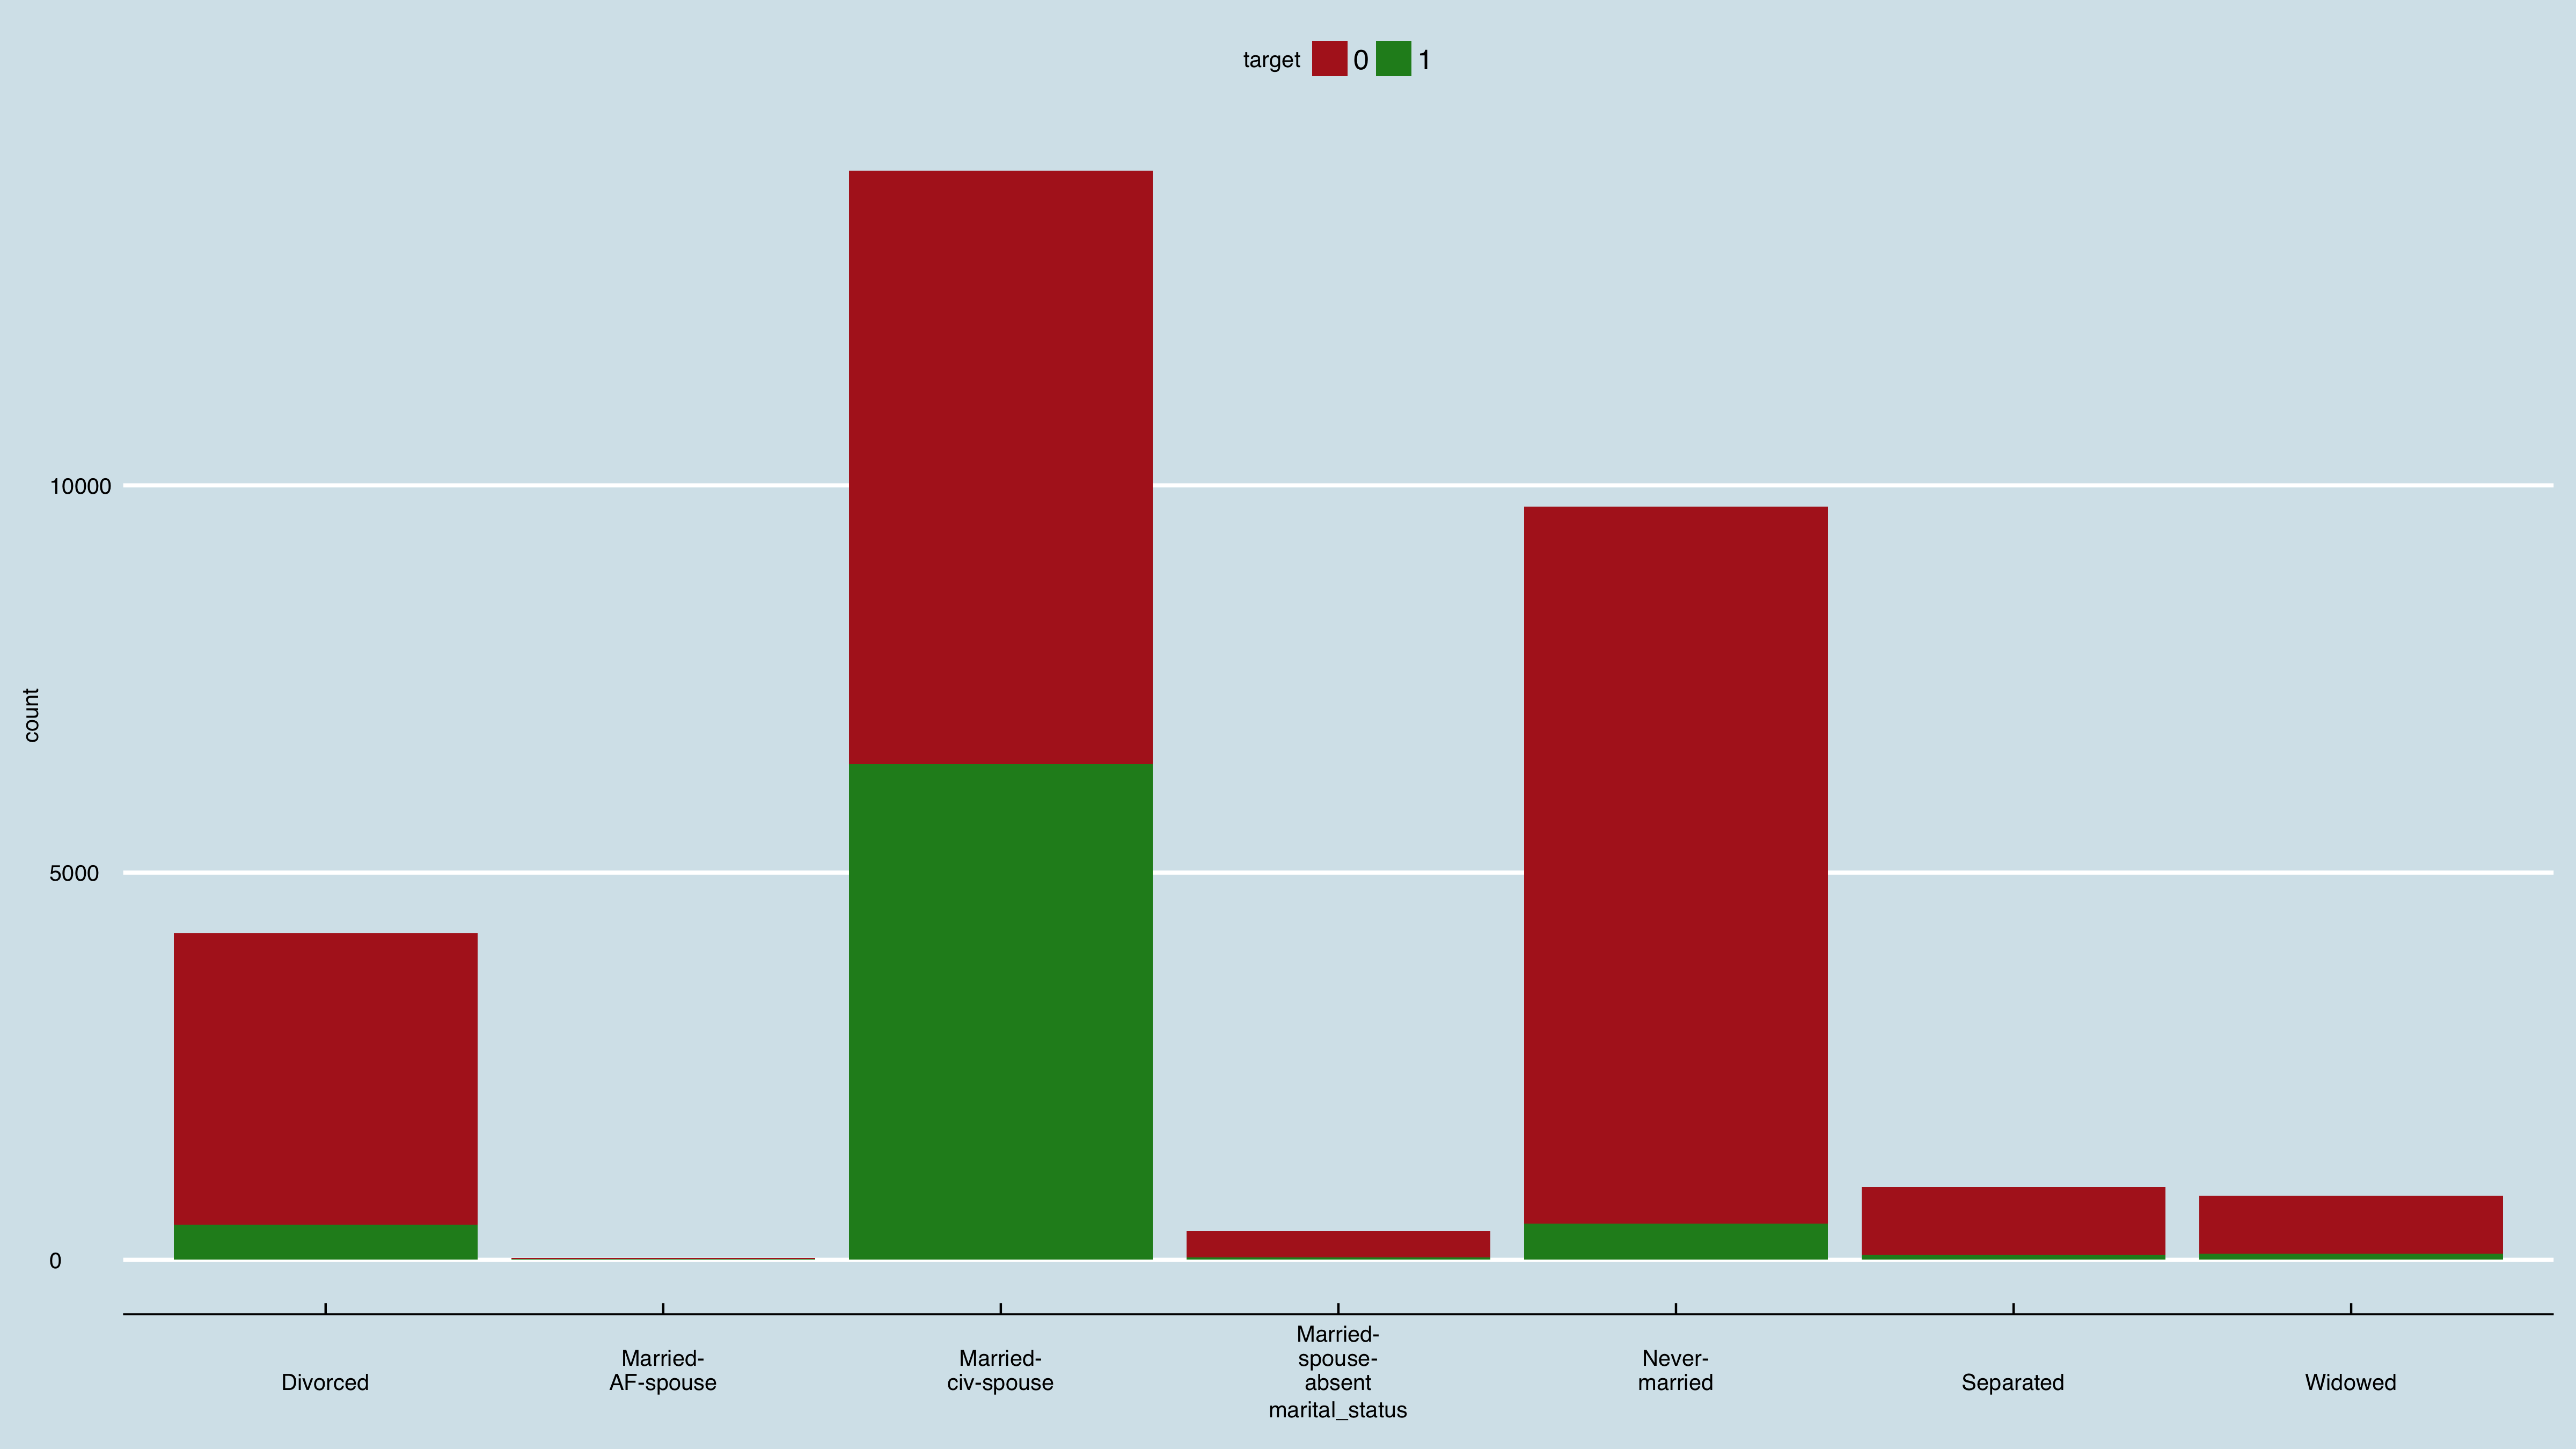 target 0 1
10000
5000
0
count
Divorced
Married-
AF-spouse
Married-
civ-spouse
Married-
spouse-
absent
Never-
married
Separated
Widowed
marital_status